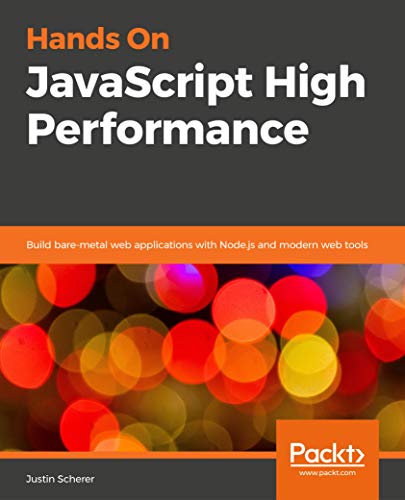 Hands On
JavaScript High
Performance
Build bare-metal web applications with Node.js and modern web tools
Packt>
www.packt.com
Justin Scherer